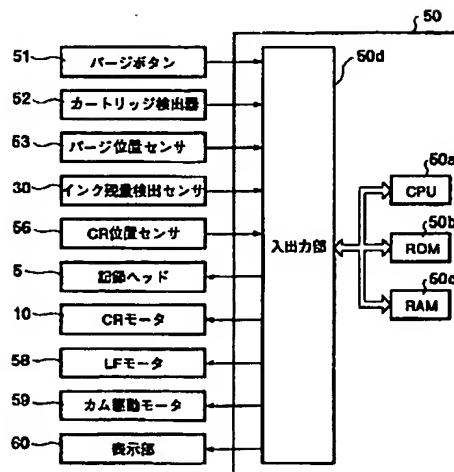 50
51 パージボタン
50d
52 カートリッジ検出器
53 パージ位置センサ
50a
30 インク残量検出センサ
CPU
56 CR位置センサ
入出力部
50b
ROM
5 記録ヘッド
50c
RAM
10 CRモータ
58 LFモータ
59 カム駆動モータ
60 表示部